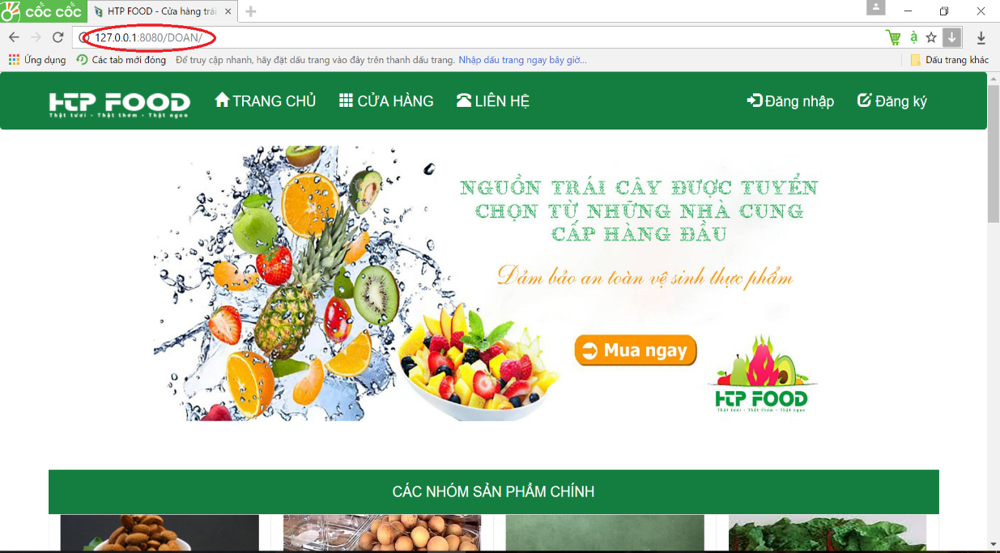 cốc cốc
HTP FOOD - Cửa hàng trái
127.0.0.1:8080/DOAN/
Ứng dụng
Các tab mới đóng
Để truy cập nhanh, hãy đặt dấu trang vào đây trên thanh dấu trang. Nhập dấu trang ngay bây giờ...
Dấu trang khác
HTP FOOD
Thật tươi - Thật thơm - Thật ngon
TRANG CHỦ
CỬA HÀNG
LIÊN HỆ
Đăng nhập
Đăng ký
NGUỒN TRÁI CÂY ĐƯỢC TUYỂN
CHỌN TỪ NHỮNG NHÀ CUNG
CẤP HÀNG ĐẦU
Đảm bảo an toàn vệ sinh thực phẩm
Mua ngay
HTP FOOD
Thật tươi - Thật thơm - Thật ngon
CÁC NHÓM SẢN PHẨM CHÍNH